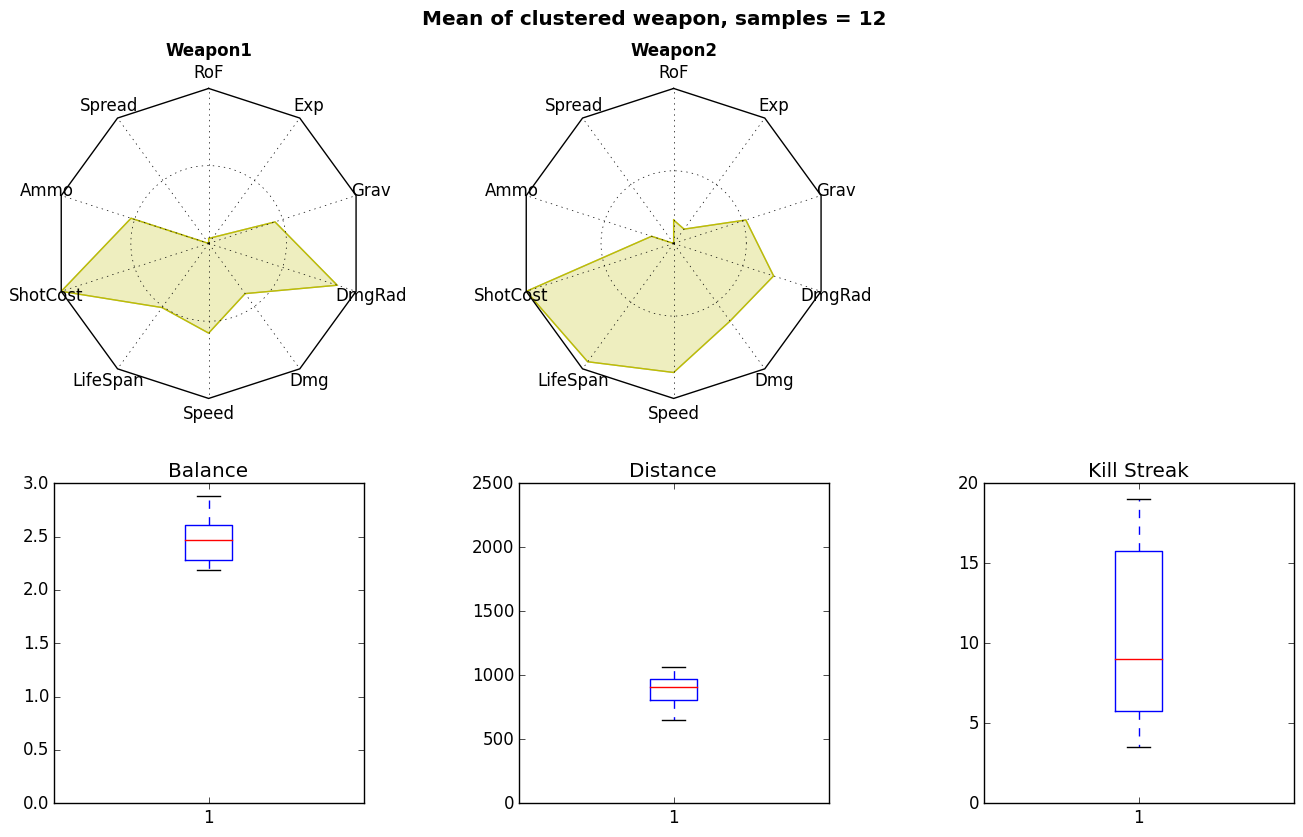 Mean of clustered weapon, samples = 12
Weapon1
RoF
Spread
Exp
Ammo
Grav
ShotCost
DmgRad
LifeSpan
Dmg
Speed
Weapon2
RoF
Spread
Exp
Ammo
Grav
ShotCost
DmgRad
LifeSpan
Dmg
Speed
Balance
3.0
2.5
2.0
1.5
1.0
0.5
0.0
1
Distance
2500
2000
1500
1000
500
0
1
Kill Streak
20
15
10
5
0
1